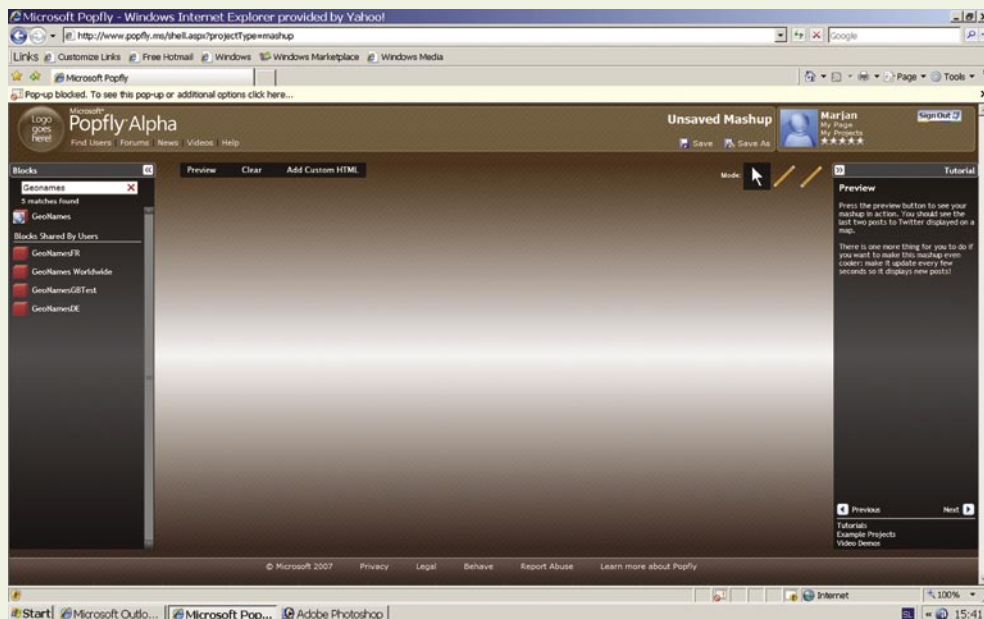 Microsoft Popfly - Windows Internet Explorer provided by Yahoo!
http://www.popfly.ms/shell.aspx?projectType=mashup
Google
Links Customize Links Free Hotmail Windows Windows Marketplace Windows Media
Microsoft Popfly
Page Tools
Pop-up blocked. To see this pop-up or additional options click here...
Logo goes here!
Microsoft®
Popfly Alpha
Find Users Forums News Videos Help
Unsaved Mashup
Save Save As
Marjan
My Page
My Projects
Sign Out
Blocks
Geonames
5 matches found
GeoNames
Blocks Shared By Users
GeoNamesFR
GeoNames Worldwide
GeoNamesGBTest
GeoNamesDE
Preview Clear Add Custom HTML
Mode:
Tutorial
Preview
Press the preview button to see your
mashup in action. You should see the
last two posts to Twitter displayed on a
map.
There is one more thing for you to do if
you want to make this mashup even
cooler: make it update every few
seconds so it displays new posts!
Previous Next
Tutorials
Example Projects
Video Demos
© Microsoft 2007 Privacy Legal Behave Report Abuse Learn more about Popfly
Internet 100%
Start Microsoft Outlo... Microsoft Pop... Adobe Photoshop SL 15:41